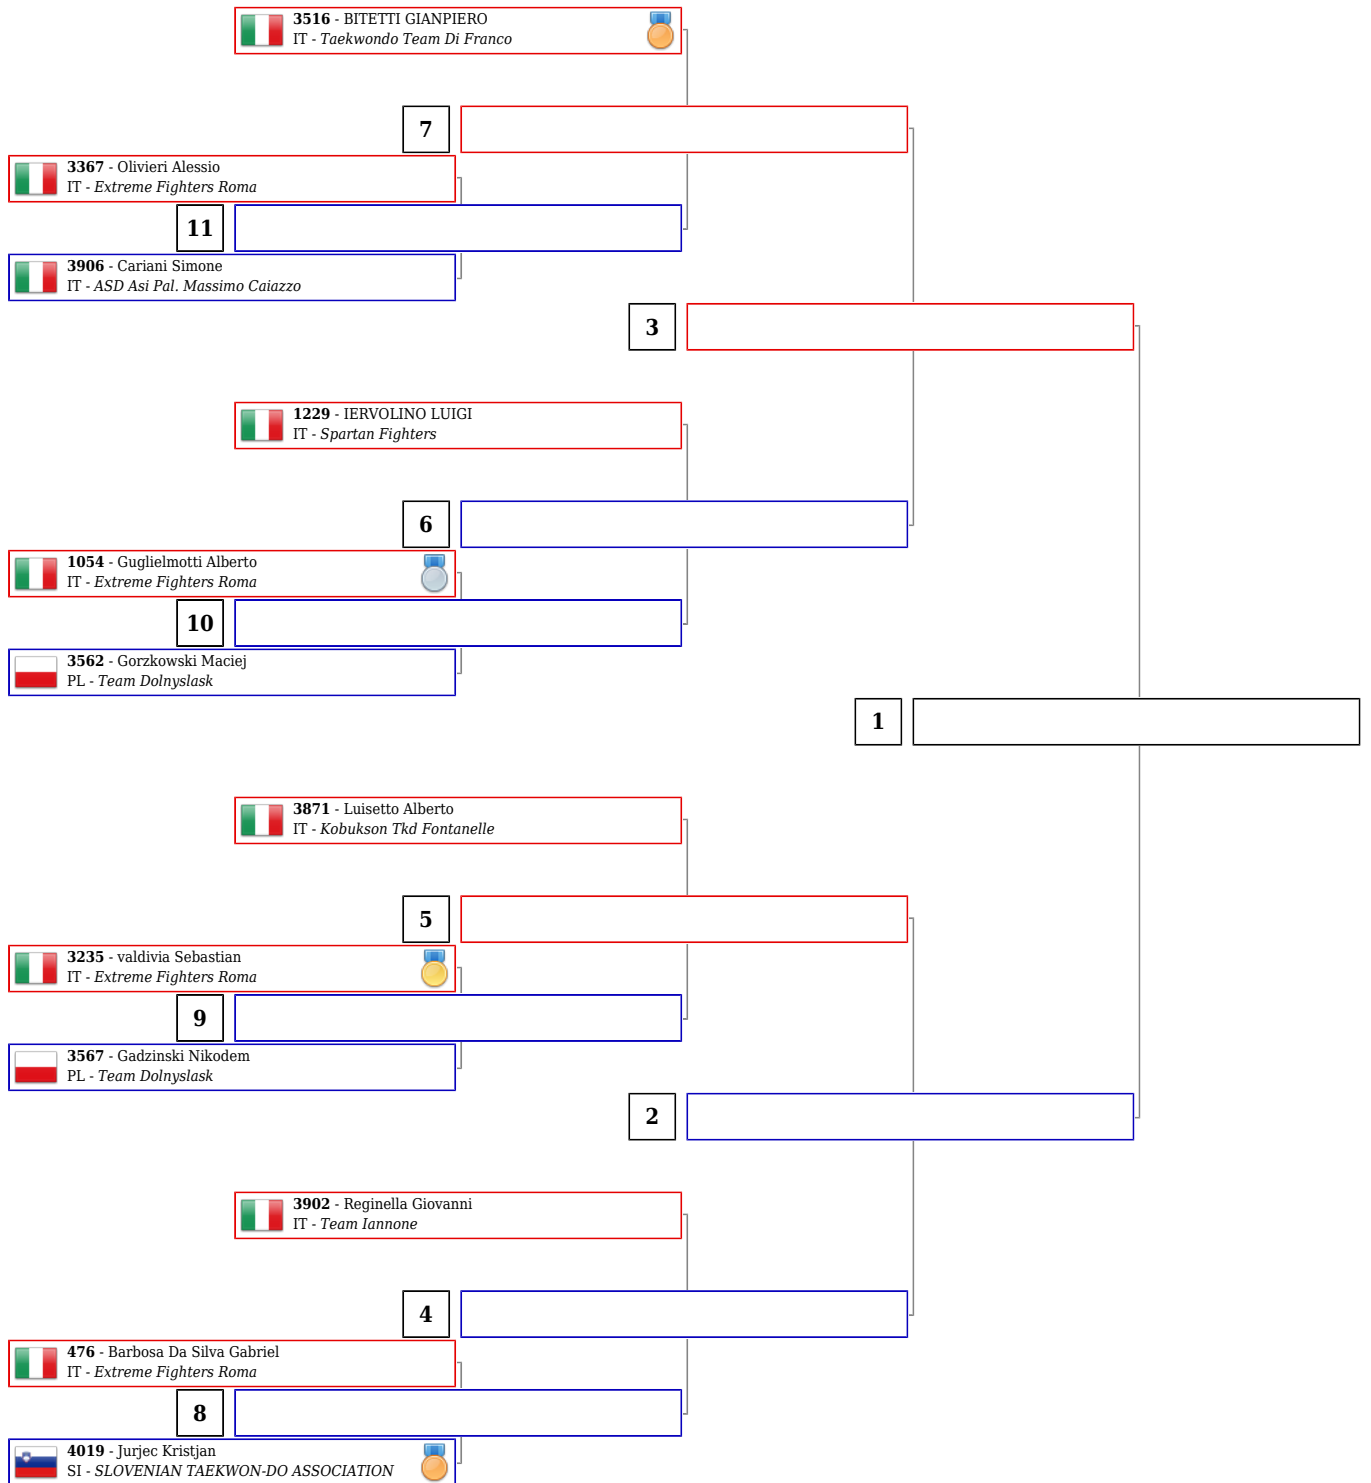 3516 - BITETTI GIANPIERO
IT - Taekwondo Team Di Franco
7
3367 - Olivieri Alessio
IT - Extreme Fighters Roma
11
3906 - Cariani Simone
IT - ASD Asi Pal. Massimo Caiazzo
3
1229 - IERVOLINO LUIGI
IT - Spartan Fighters
6
1054 - Guglielmotti Alberto
IT - Extreme Fighters Roma
10
3562 - Gorzkowski Maciej
PL - Team Dolnyslask
1
3871 - Luisetto Alberto
IT - Kobukson Tkd Fontanelle
5
3235 - valdivia Sebastian
IT - Extreme Fighters Roma
9
3567 - Gadzinski Nikodem
PL - Team Dolnyslask
2
3902 - Reginella Giovanni
IT - Team Iannone
4
476 - Barbosa Da Silva Gabriel
IT - Extreme Fighters Roma
8
4019 - Jurjec Kristjan
SI - SLOVENIAN TAEKWON-DO ASSOCIATION